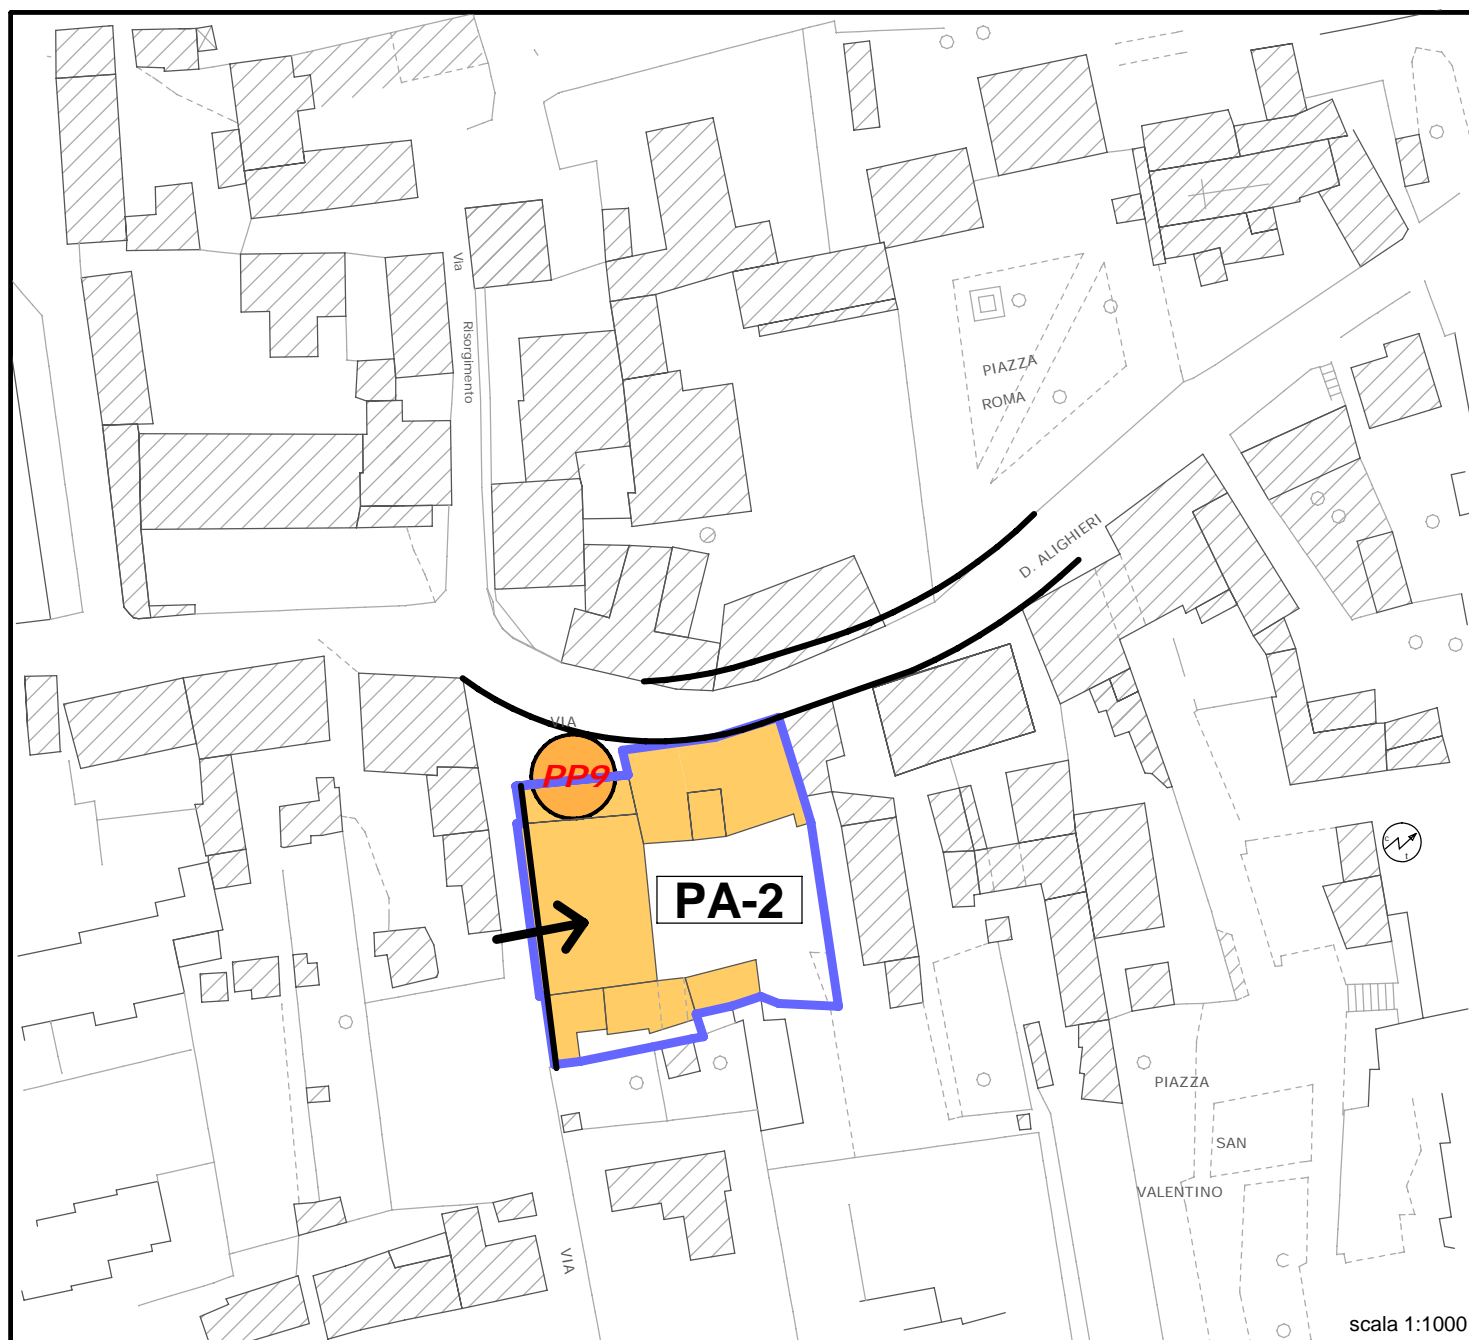 Via
Risorgimento
PIAZZA
ROMA
D. ALIGHIERI
VIA
PP9
PA-2
PIAZZA
SAN
VALENTINO
VIA
scala 1:1000